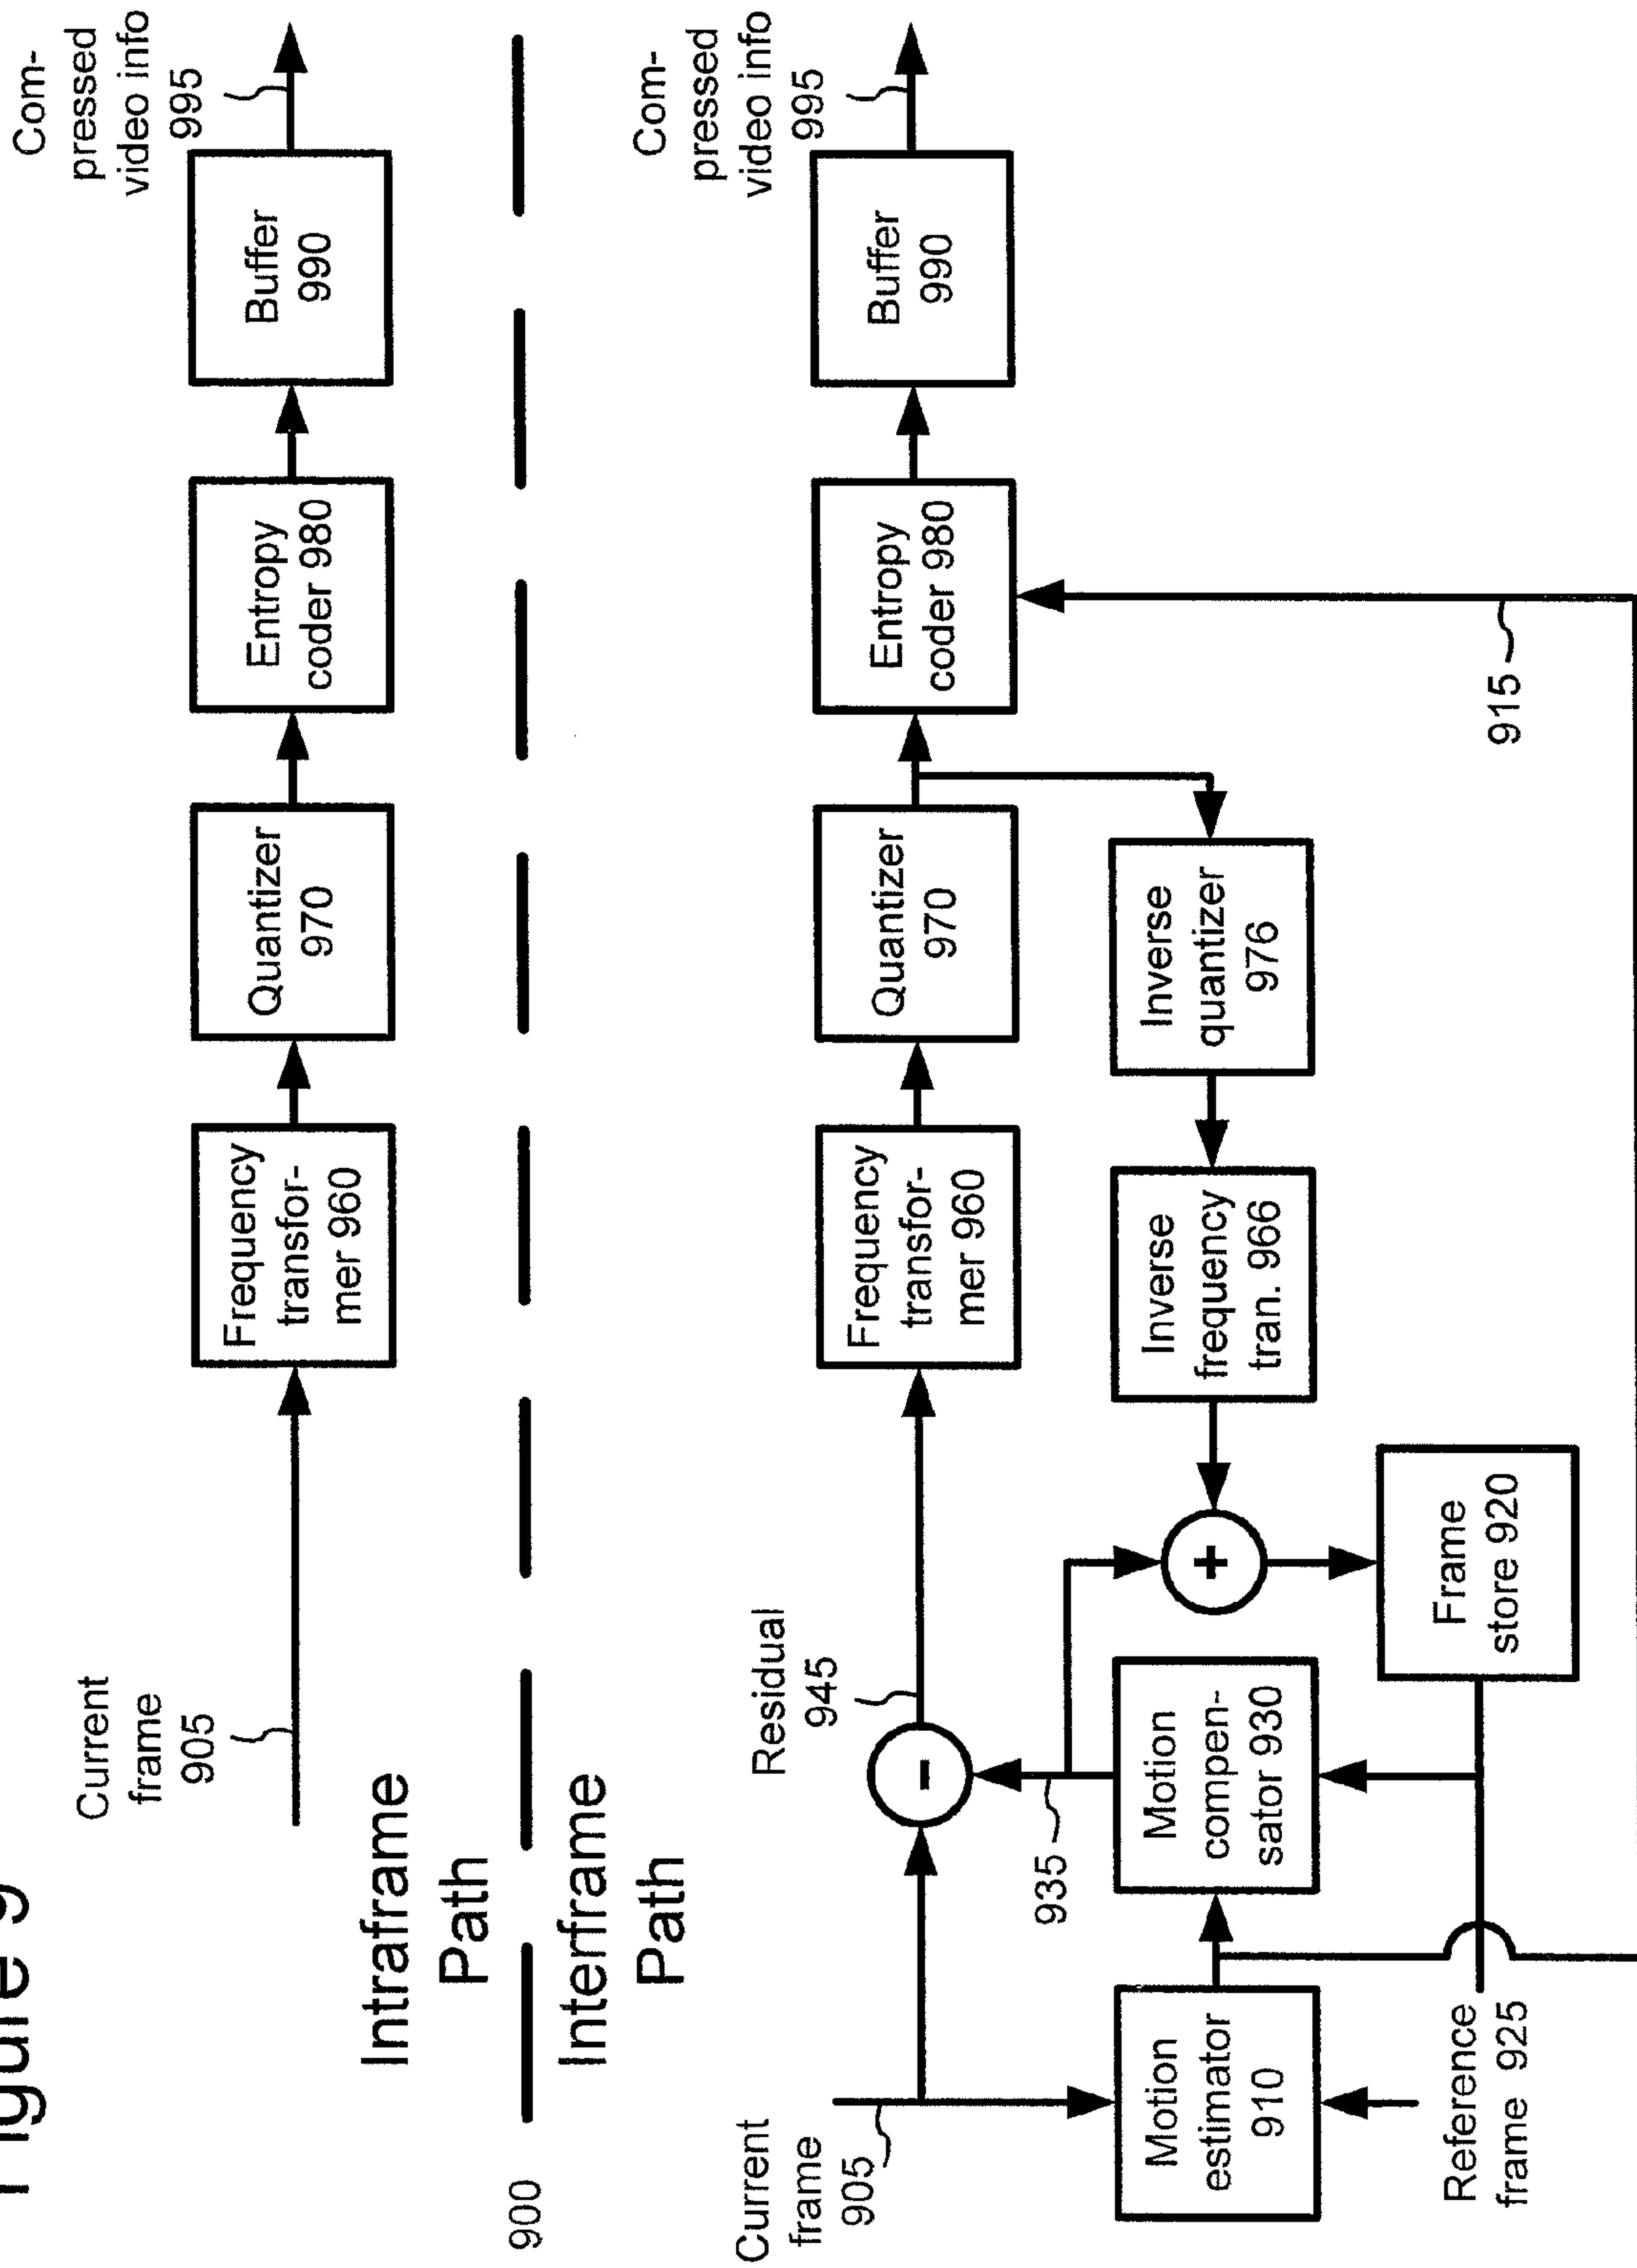 Figure 9
Current
frame
905
Frequency
transfor-
mer 960
Quantizer
970
Entropy
coder 980
Buffer
990
Com-
pressed
video info
995
Intraframe
Path
900
Interframe
Path
Current
frame
905
Residual
945
-
Frequency
transfor-
mer 960
Quantizer
970
Entropy
coder 980
Buffer
990
Com-
pressed
video info
995
935
+
Motion
estimator
910
Motion
compen-
sator 930
Inverse
frequency
tran. 966
Inverse
quantizer
976
Reference
frame 925
Frame
store 920
915